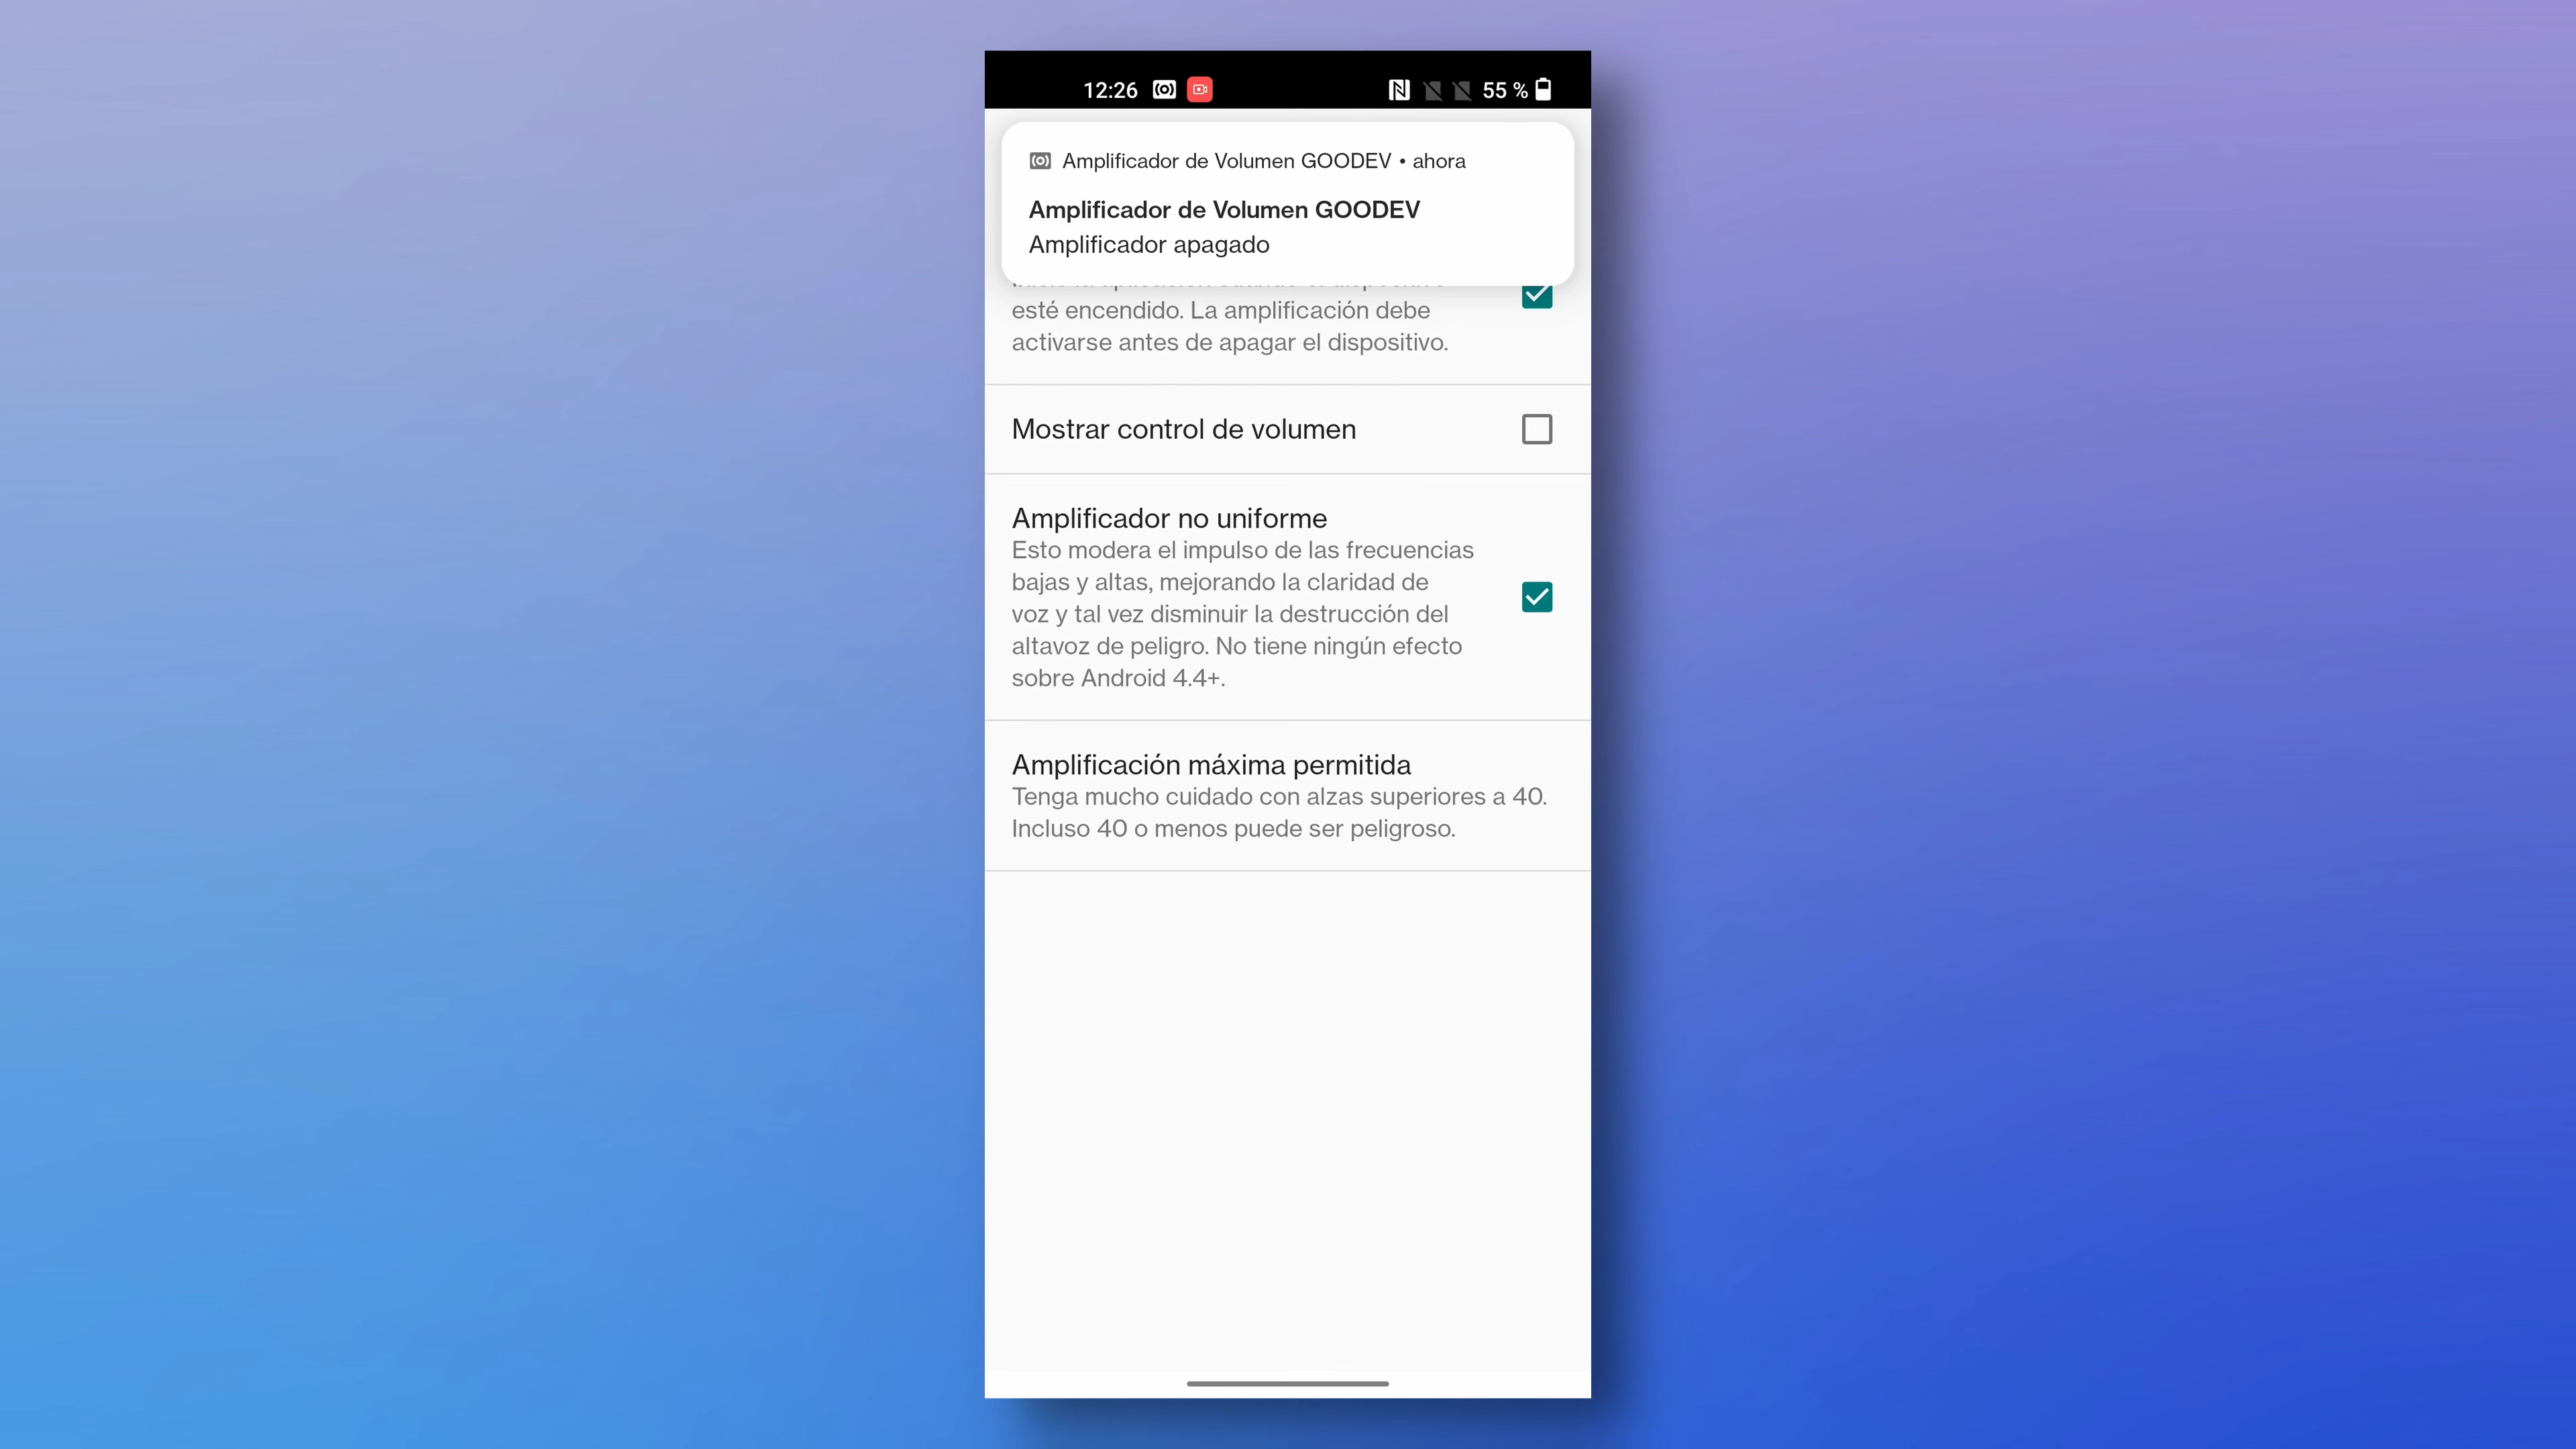 12:26
55 %
Amplificador de Volumen GOODEV • ahora
Amplificador de Volumen GOODEV
Amplificador apagado
esté encendido. La amplificación debe
activarse antes de apagar el dispositivo.
Mostrar control de volumen
Amplificador no uniforme
Esto modera el impulso de las frecuencias
bajas y altas, mejorando la claridad de
voz y tal vez disminuir la destrucción del
altavoz de peligro. No tiene ningún efecto
sobre Android 4.4+.
Amplificación máxima permitida
Tenga mucho cuidado con alzas superiores a 40.
Incluso 40 o menos puede ser peligroso.